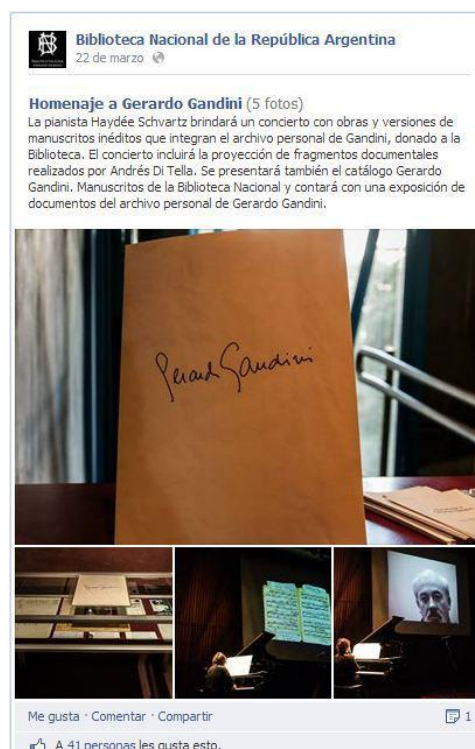 Biblioteca Nacional de la República Argentina
22 de marzo
Homenaje a Gerardo Gandini (5 fotos)
La pianista Haydée Schvartz brindará un concierto con obras y versiones de
manuscritos inéditos que integran el archivo personal de Gandini, donado a la
Biblioteca. El concierto incluirá la proyección de fragmentos documentales
realizados por Andrés Di Tella. Se presentará también el catálogo Gerardo
Gandini. Manuscritos de la Biblioteca Nacional y contará con una exposición de
documentos del archivo personal de Gerardo Gandini.
Gerardo Gandini
Me gusta · Comentar · Compartir
1
A 41 personas les gusta esto.